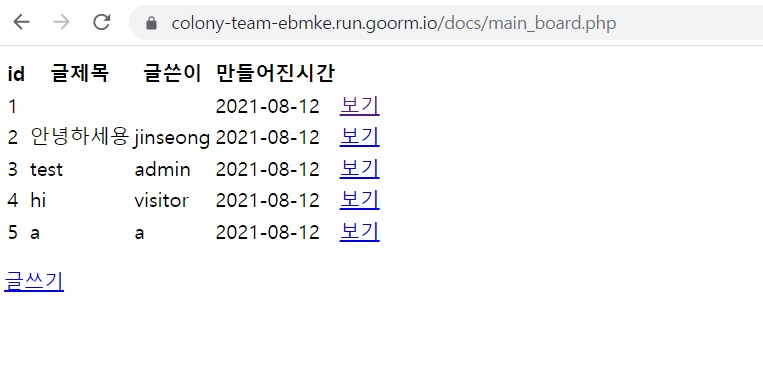 colony-team-ebmke.run.goorm.io/docs/main_board.php
id 글제목 글쓴이 만들어진시간
1 2021-08-12 보기
2 안녕하세용 jinseong 2021-08-12 보기
3 test admin 2021-08-12 보기
4 hi visitor 2021-08-12 보기
5 a a 2021-08-12 보기
글쓰기